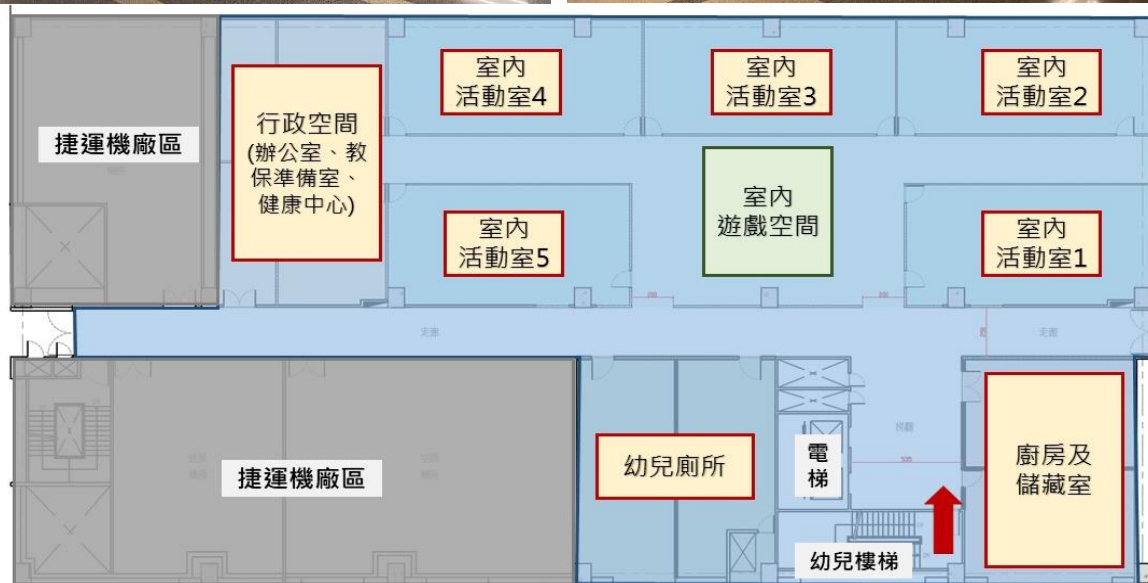 室內
活動室4
室內
活動室3
室內
活動室2
捷運機廠區
行政空間
(辦公室、教
保準備室、
健康中心)
室內
遊戲空間
室內
活動室5
室內
活動室1
走廊
走廊
捷運機廠區
幼兒廁所
電
梯
廚房及
儲藏室
幼兒樓梯